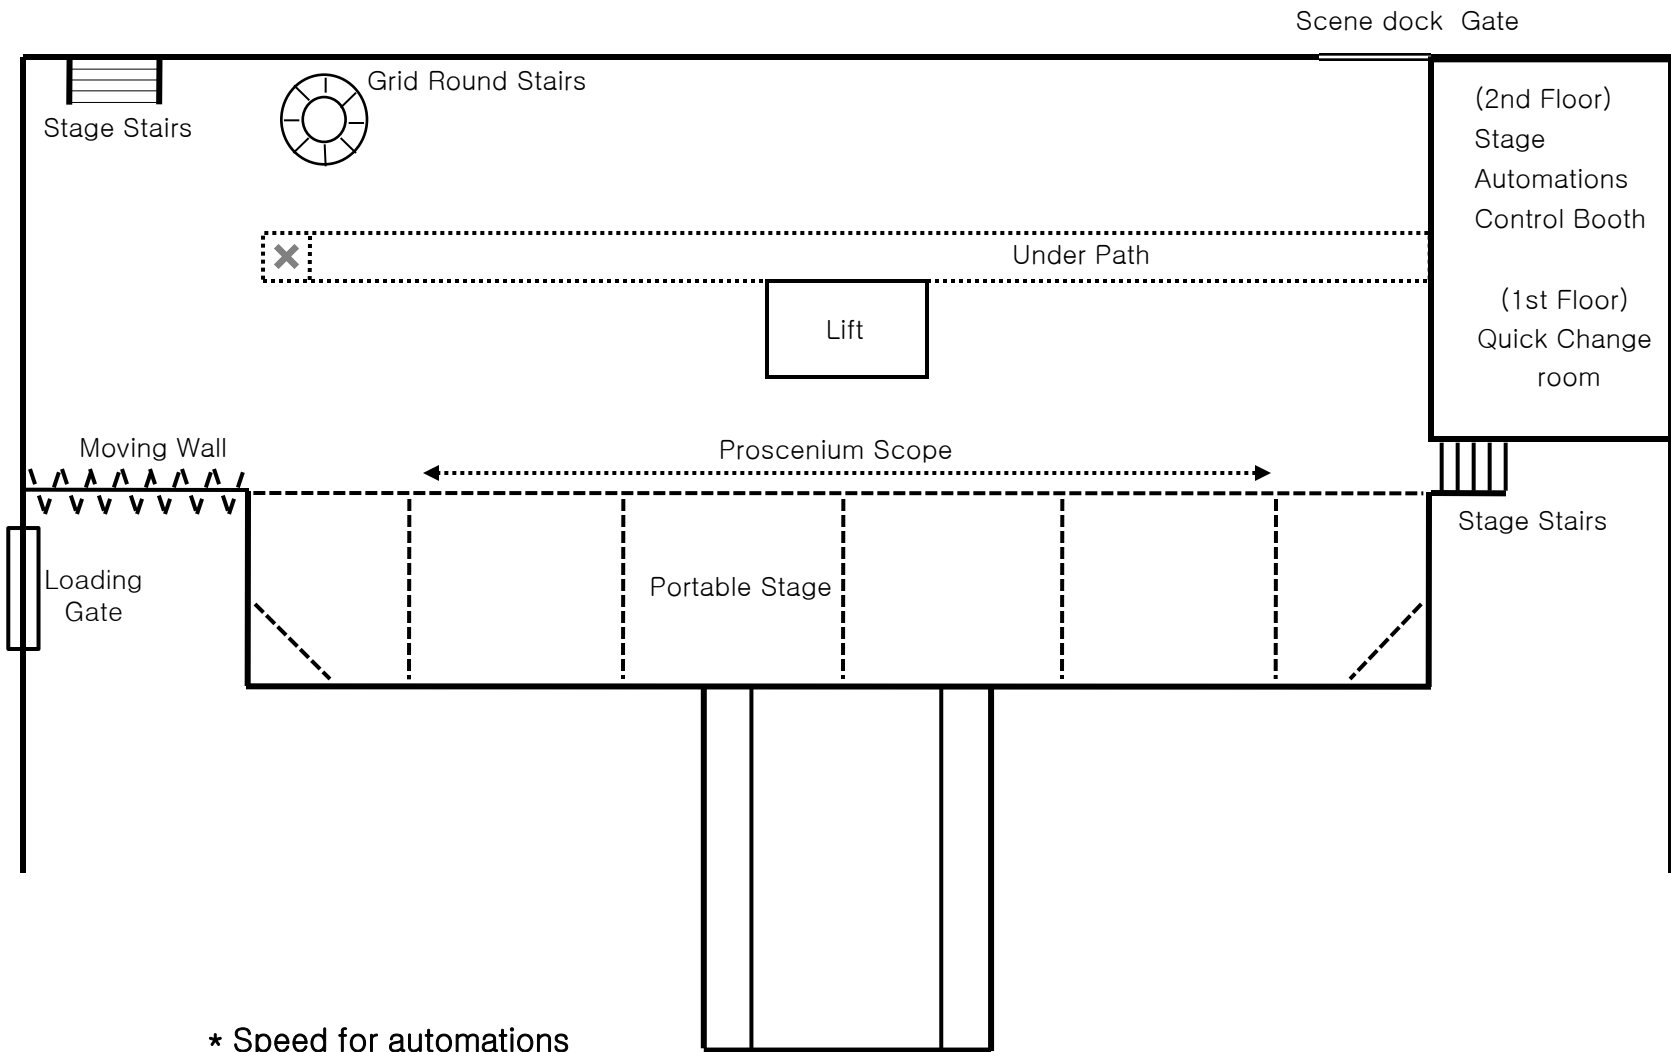 Scene dock Gate
Grid Round Stairs
Stage Stairs
(2nd Floor)
Stage
Automations
Control Booth
Under Path
(1st Floor)
Quick Change
room
Lift
Moving Wall
Proscenium Scope
Stage Stairs
Loading
Gate
Portable Stage
* Speed for automations